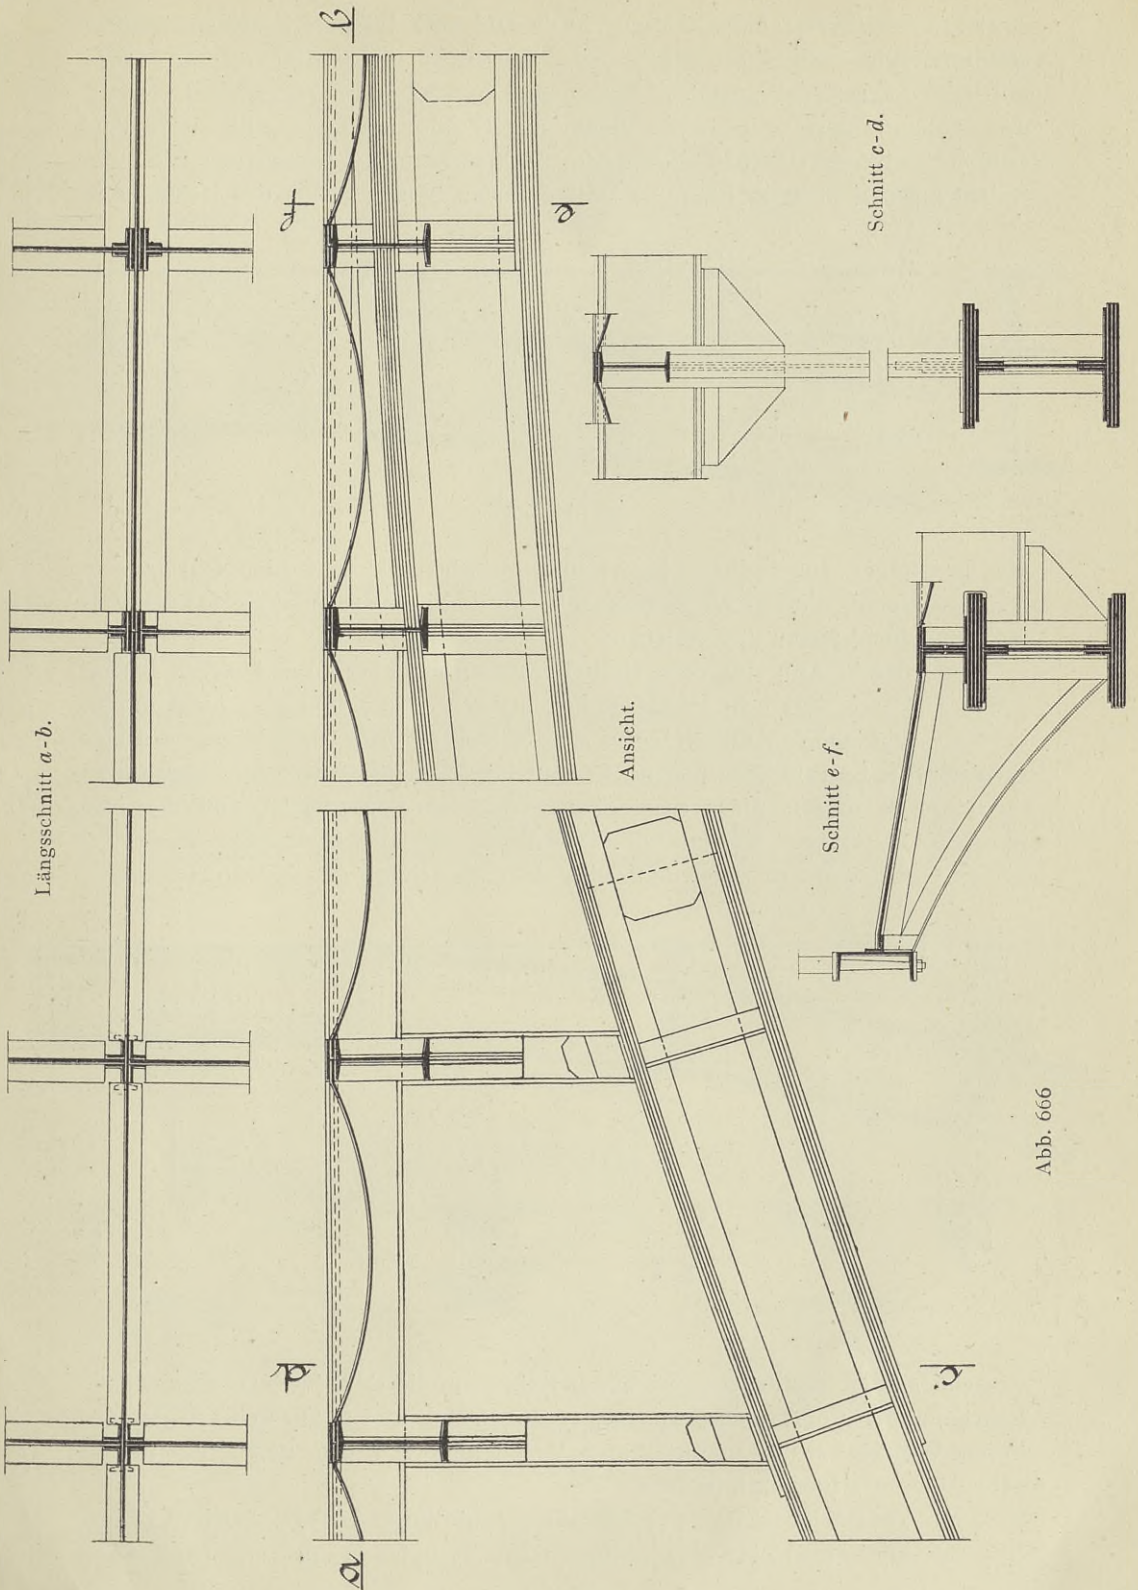 Längsschnitt a-b.
b
f
e
Ansicht.
Schnitt c-d.
Schnitt e-f.
d
c
a
Abb. 666